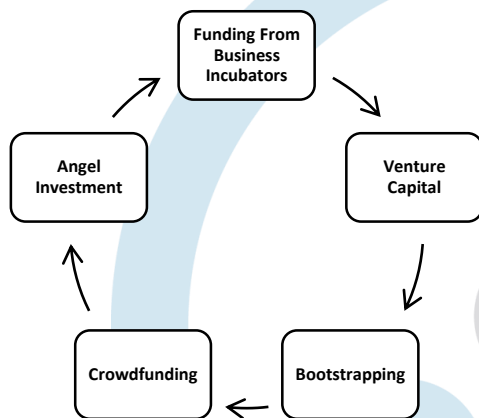 Funding From
Business
Incubators
Angel
Investment
Venture
Capital
Crowdfunding
Bootstrapping